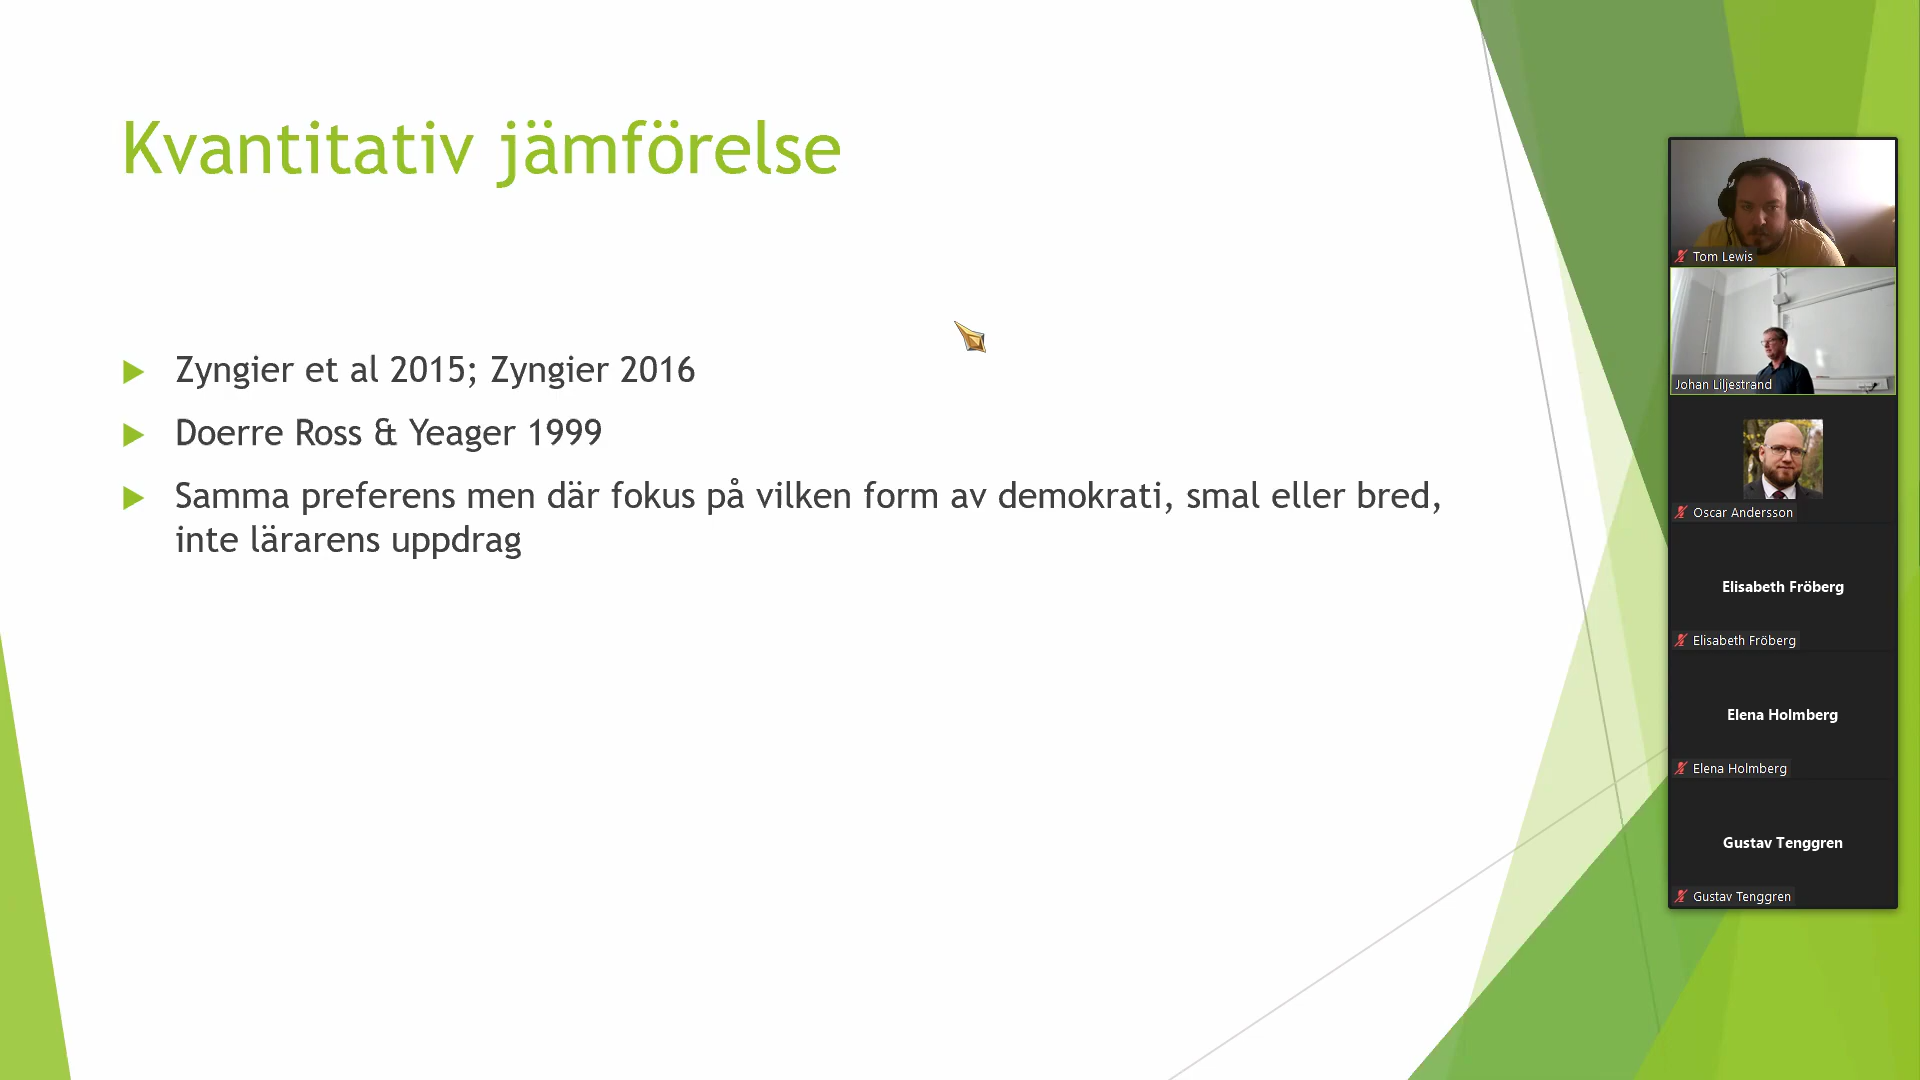 Kvantitativ jämförelse
Zyngier et al 2015; Zyngier 2016
Doerre Ross & Yeager 1999
Samma preferens men där fokus på vilken form av demokrati, smal eller bred,
inte lärarens uppdrag
Tom Lewis
Johan Liljestrand
Oscar Andersson
Elisabeth Fröberg
Elisabeth Fröberg
Elena Holmberg
Elena Holmberg
Gustav Tenggren
Gustav Tenggren